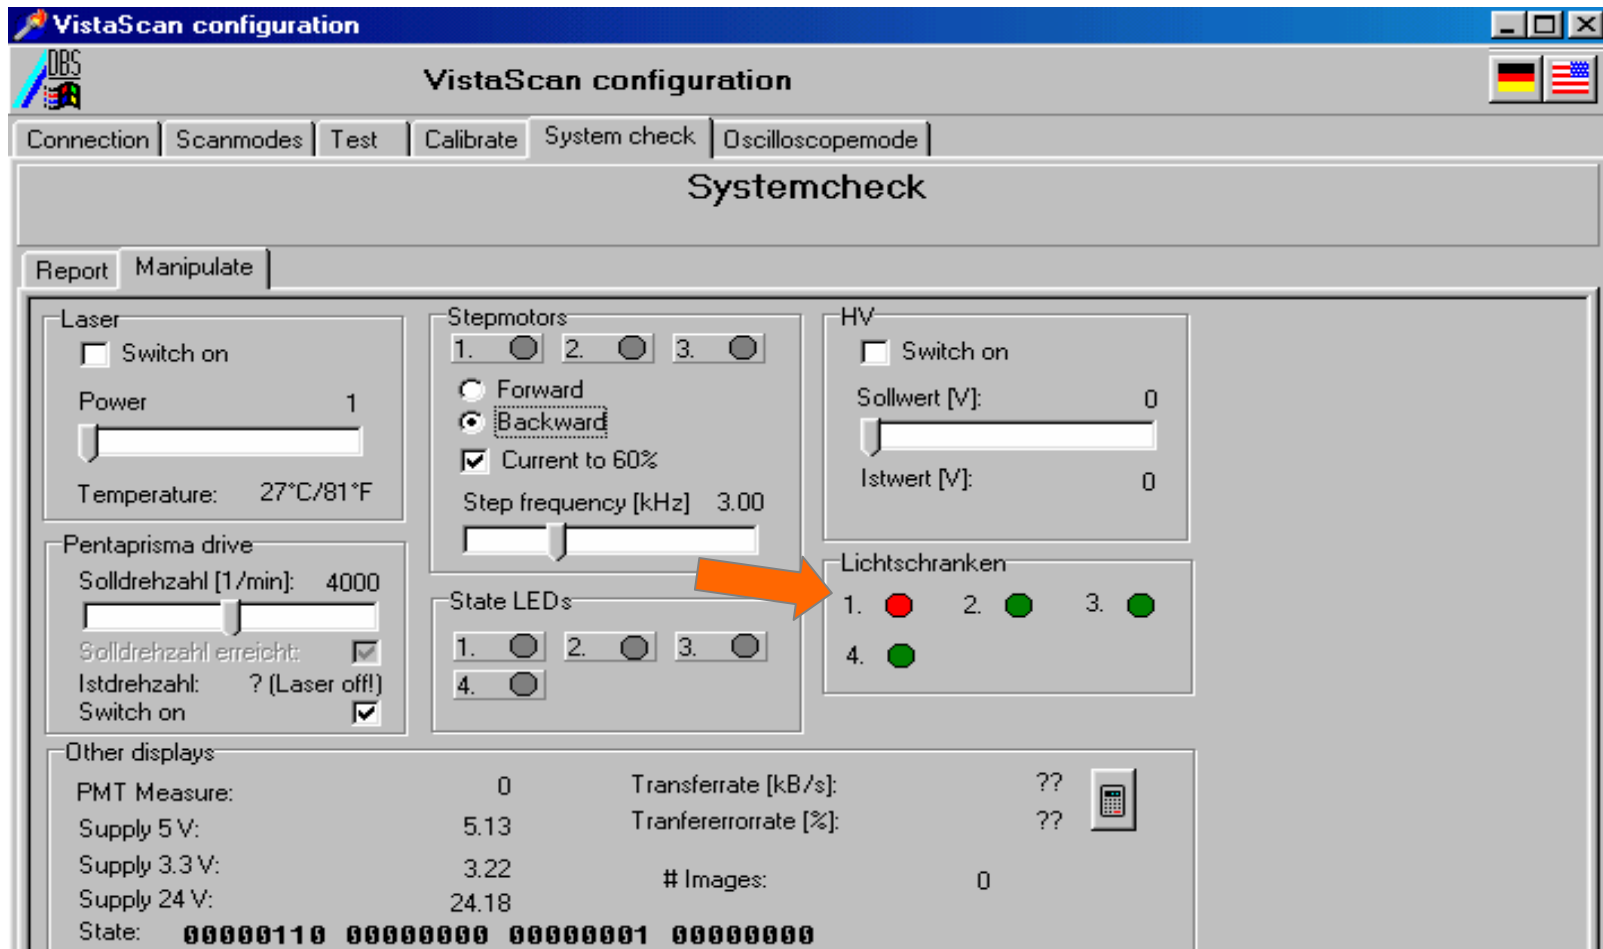 VistaScan configuration
DBS
VistaScan configuration
Connection Scanmodes Test Calibrate System check Oscilloscopemode
Systemcheck
Report Manipulate
Laser
Switch on
Power 1
Temperature: 27°C/81°F
Pentaprisma drive
Solldrehzahl [1/min]: 4000
Solldrehzahl erreicht:
Istdrehzahl: ? (Laser off!)
Switch on
Stepmotors
1. 2. 3.
Forward
Backward
Current to 60%
Step frequency [kHz] 3.00
State LEDs
1. 2. 3.
4.
HV
Switch on
Sollwert [V]: 0
Istwert [V]: 0
Lichtschranken
1. 2. 3.
4.
Other displays
PMT Measure: 0
Supply 5 V: 5.13
Supply 3.3 V: 3.22
Supply 24 V: 24.18
Transferrate [kB/s]: ??
Tranfererrorrate [%]: ??
# Images: 0
State: 00000110 00000000 00000001 00000000